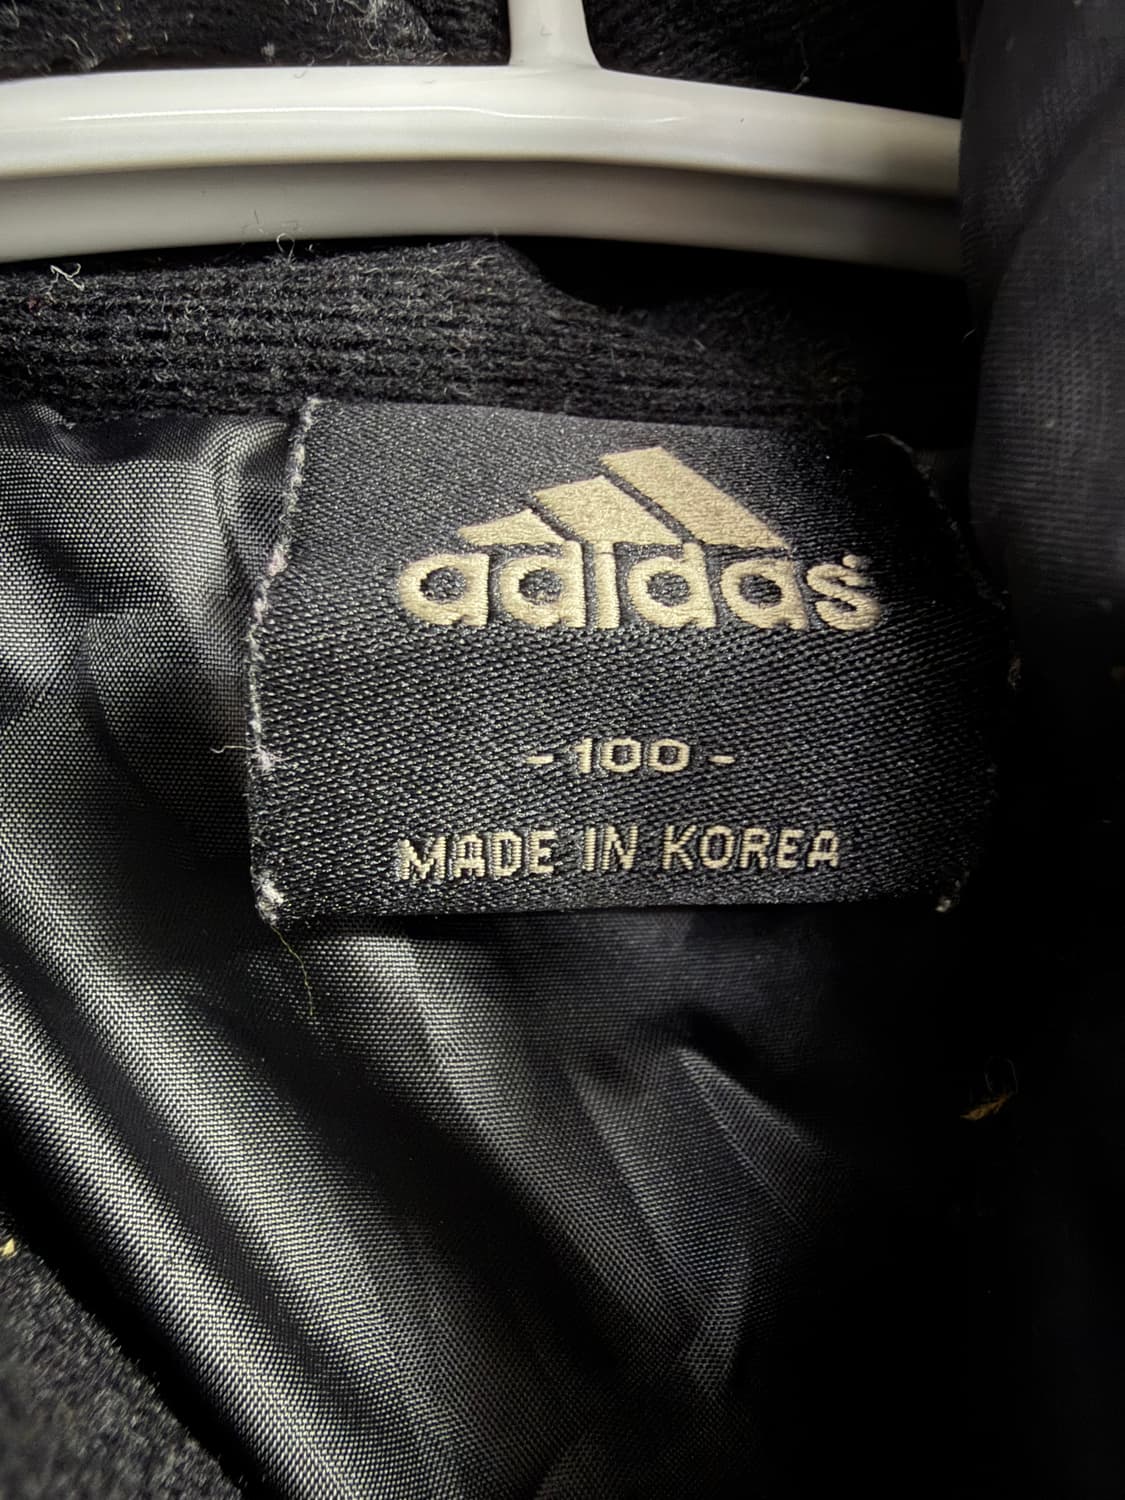 adidas
- 100 -
MADE IN KOREA